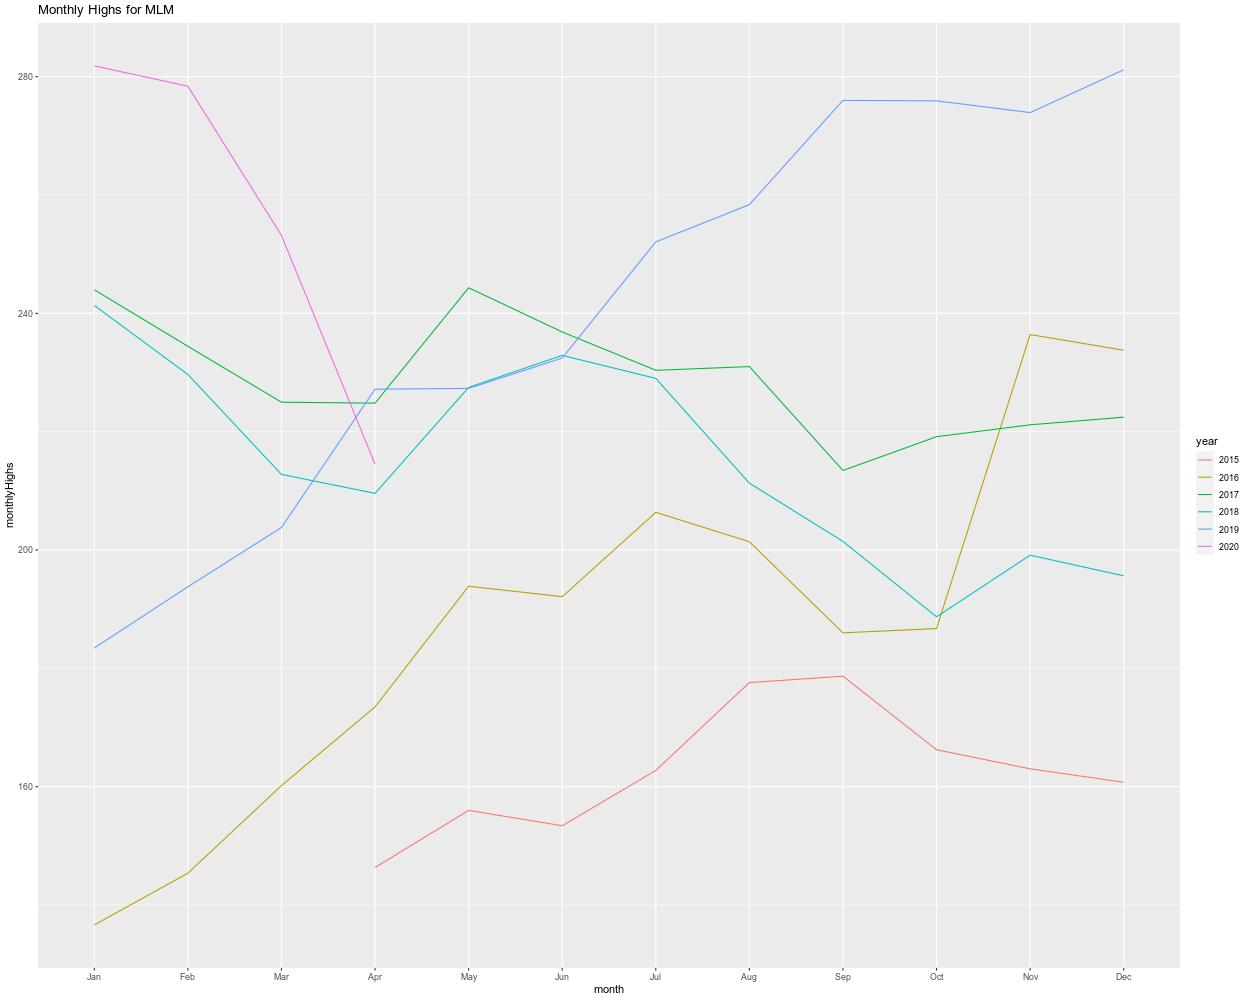 Monthly Highs for MLM
monthlyHighs
280
240
200
160
Jan Feb Mar Apr May Jun Jul Aug Sep Oct Nov Dec
month
year
2015
2016
2017
2018
2019
2020